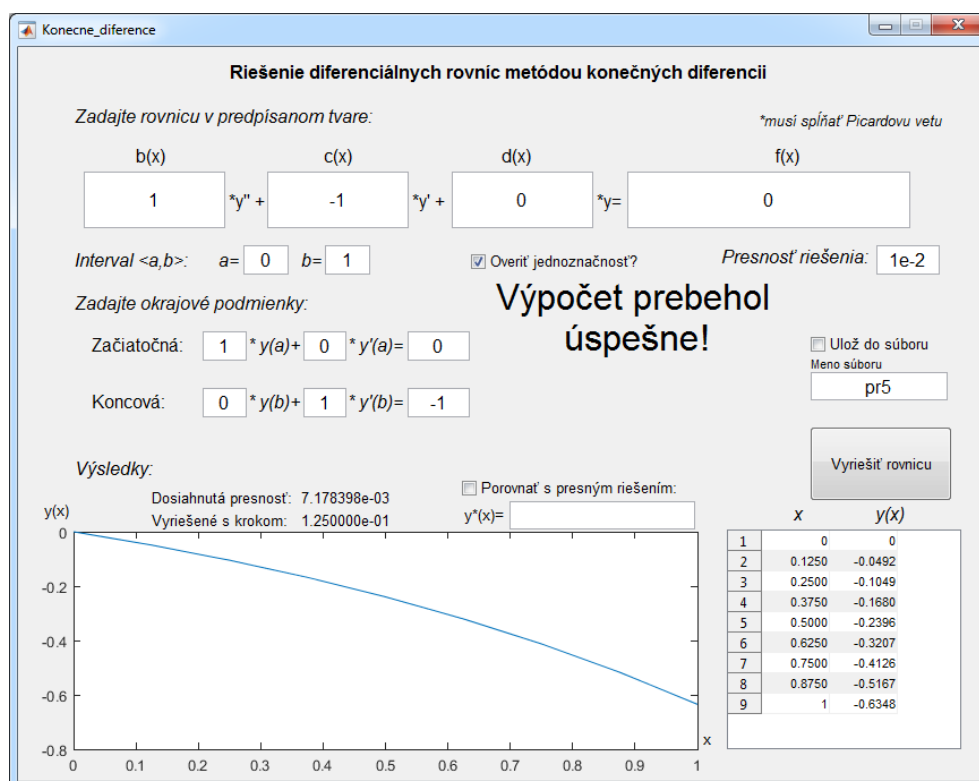 Konecne_diference
Riešenie diferenciálnych rovníc metódou konečných diferencii
Zadajte rovnicu v predpísanom tvare:
*musí spĺňať Picardovu vetu
b(x) c(x) d(x) f(x)
1 *y''+ -1 *y'+ 0 *y= 0
Interval <a,b>: a= 0 b= 1
Overiť jednoznačnosť?
Presnosť riešenia: 1e-2
Zadajte okrajové podmienky:
Výpočet prebehol
úspešne!
Začiatočná: 1 * y(a)+ 0 * y'(a)= 0
Ulož do súboru
Meno súboru
pr5
Koncová: 0 * y(b)+ 1 * y'(b)= -1
Vyriešiť rovnicu
Výsledky:
Dosiahnutá presnosť: 7.178398e-03
Vyriešené s krokom: 1.250000e-01
Porovnať s presným riešením:
y*(x)=
y(x)
0
-0.2
-0.4
-0.6
-0.8
0 0.1 0.2 0.3 0.4 0.5 0.6 0.7 0.8 0.9 1
x
x y(x)
1 0 0
2 0.1250 -0.0492
3 0.2500 -0.1049
4 0.3750 -0.1680
5 0.5000 -0.2396
6 0.6250 -0.3207
7 0.7500 -0.4126
8 0.8750 -0.5167
9 1 -0.6348